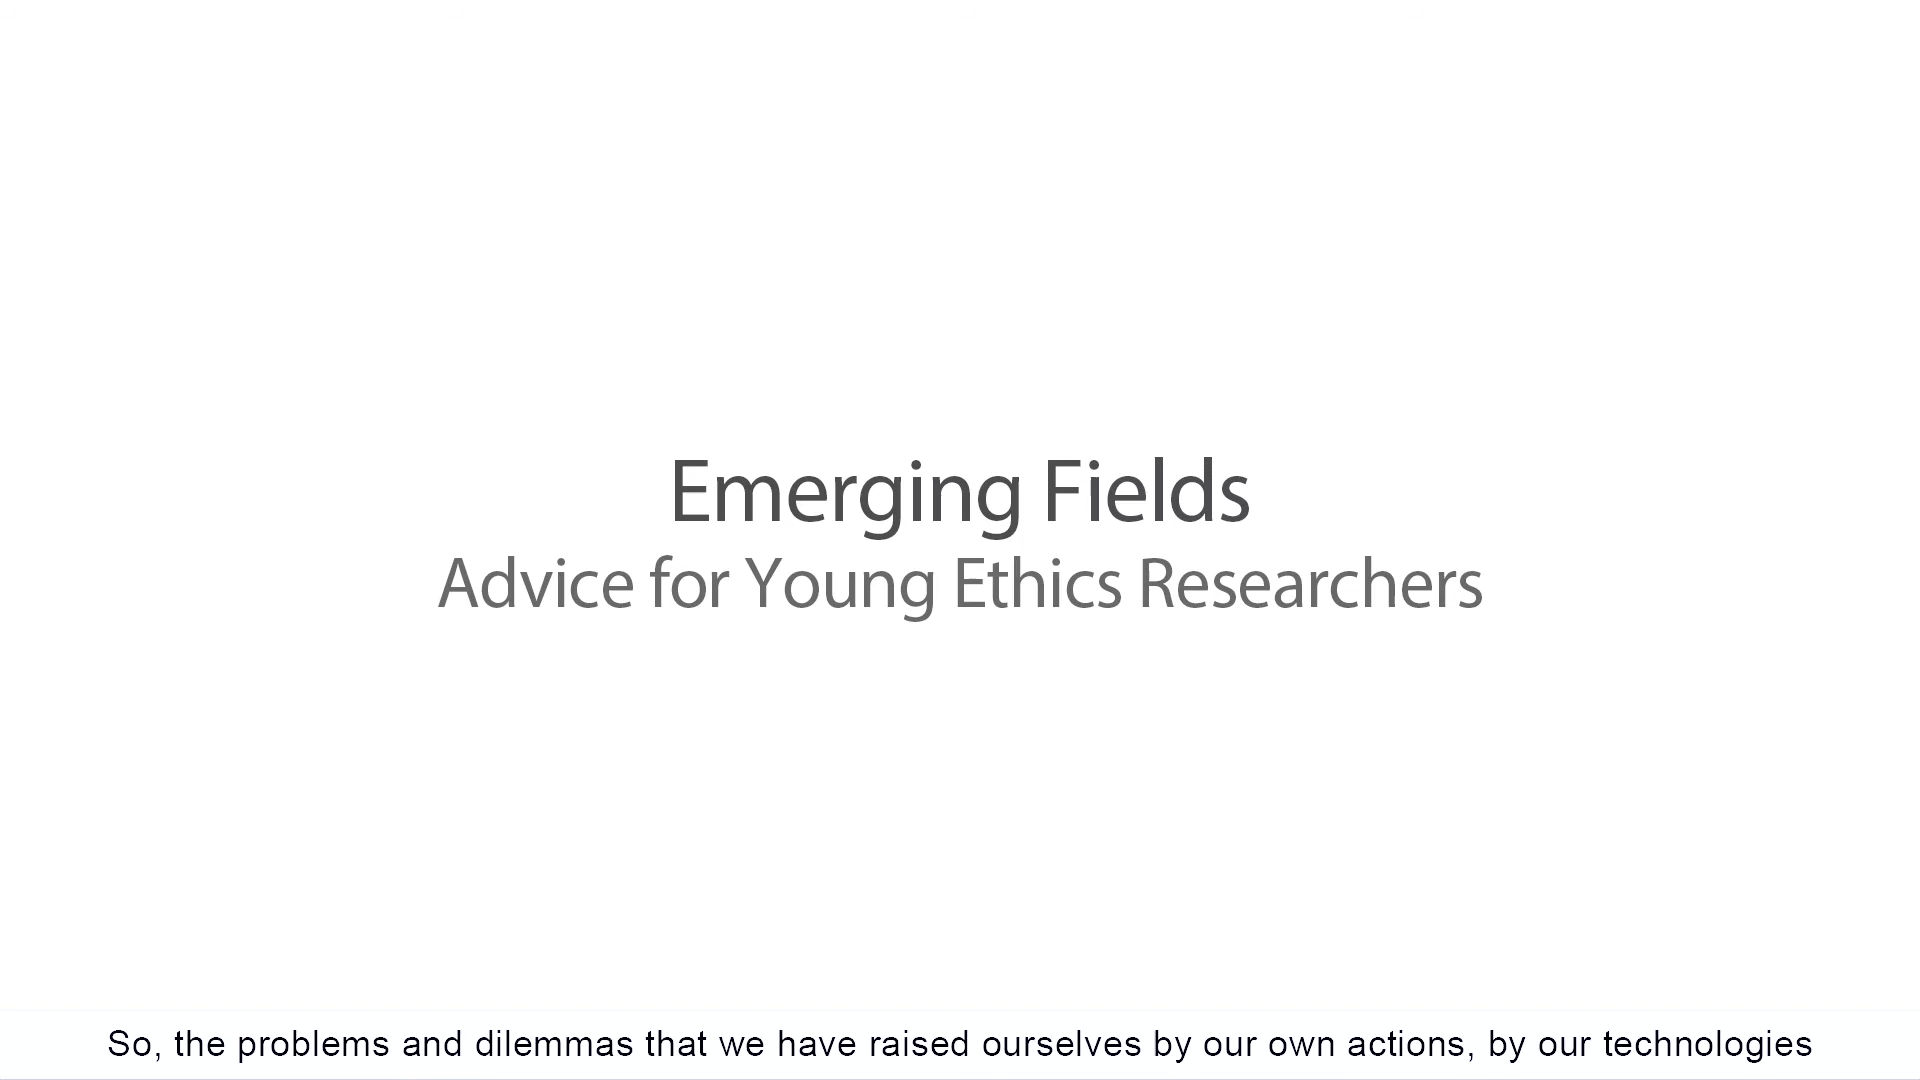 Emerging Fields
Advice for Young Ethics Researchers
So, the problems and dilemmas that we have raised ourselves by our own actions, by our technologies